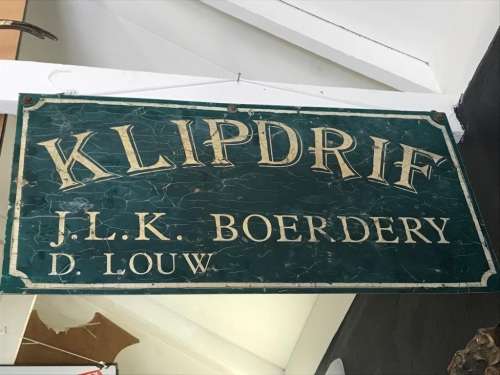 KLIPDRIF
J.L.K. BOERDERY
D. LOUW